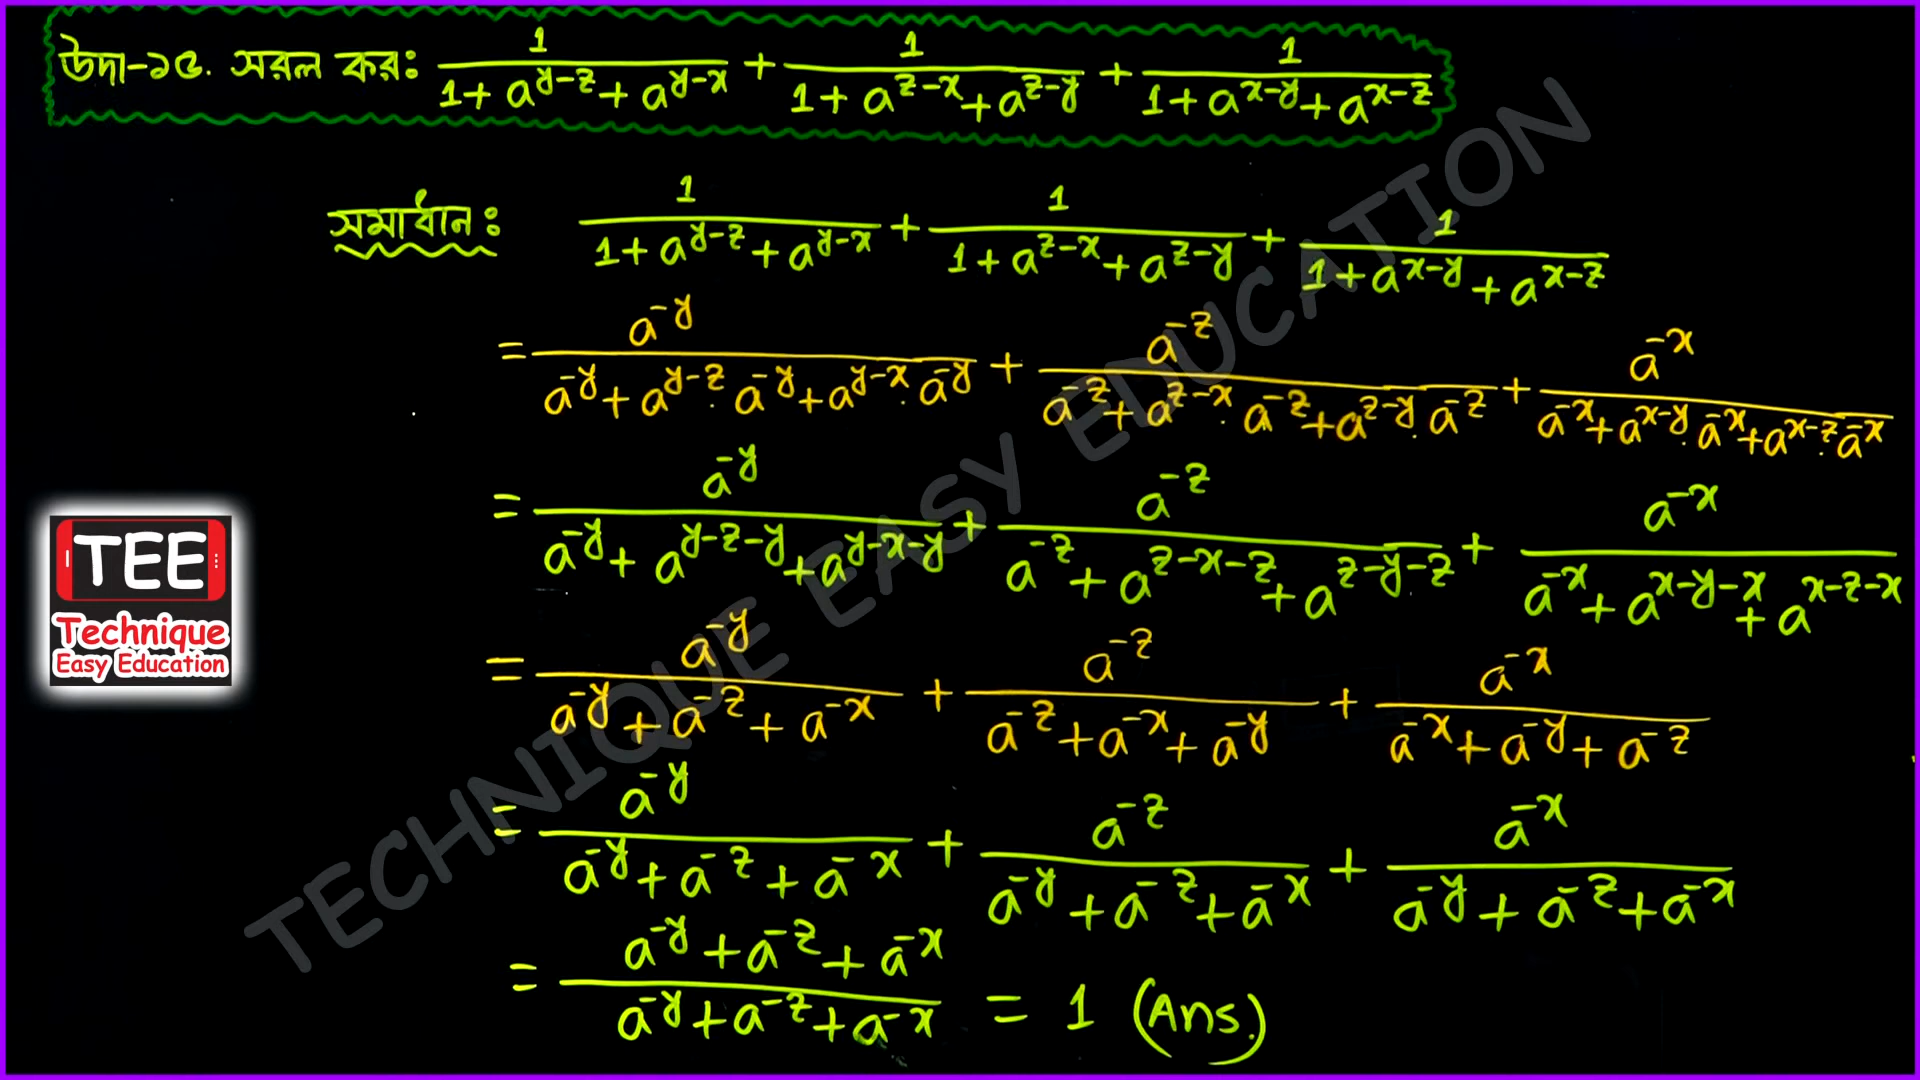 উদা-১৫. সরল কর: 1/(1+a^(y-z)+a^(y-x)) + 1/(1+a^(z-x)+a^(z-y)) + 1/(1+a^(x-y)+a^(x-z))
সমাধান: 1/(1+a^(y-z)+a^(y-x)) + 1/(1+a^(z-x)+a^(z-y)) + 1/(1+a^(x-y)+a^(x-z))
= a^(-y)/(a^(-y)+a^(y-z).a^(-y)+a^(y-x).a^(-y)) + a^(-z)/(a^(-z)+a^(z-x).a^(-z)+a^(z-y).a^(-z)) + a^(-x)/(a^(-x)+a^(x-y).a^(-x)+a^(x-z).a^(-x))
= a^(-y)/(a^(-y)+a^(y-z-y)+a^(y-x-y)) + a^(-z)/(a^(-z)+a^(z-x-z)+a^(z-y-z)) + a^(-x)/(a^(-x)+a^(x-y-x)+a^(x-z-x))
= a^(-y)/(a^(-y)+a^(-z)+a^(-x)) + a^(-z)/(a^(-z)+a^(-x)+a^(-y)) + a^(-x)/(a^(-x)+a^(-y)+a^(-z))
= a^(-y)/(a^(-y)+a^(-z)+a^(-x)) + a^(-z)/(a^(-y)+a^(-z)+a^(-x)) + a^(-x)/(a^(-y)+a^(-z)+a^(-x))
= (a^(-y)+a^(-z)+a^(-x))/(a^(-y)+a^(-z)+a^(-x)) = 1 (Ans.)
TEE
Technique
Easy Education
TECHNIQUE EASY EDUCATION